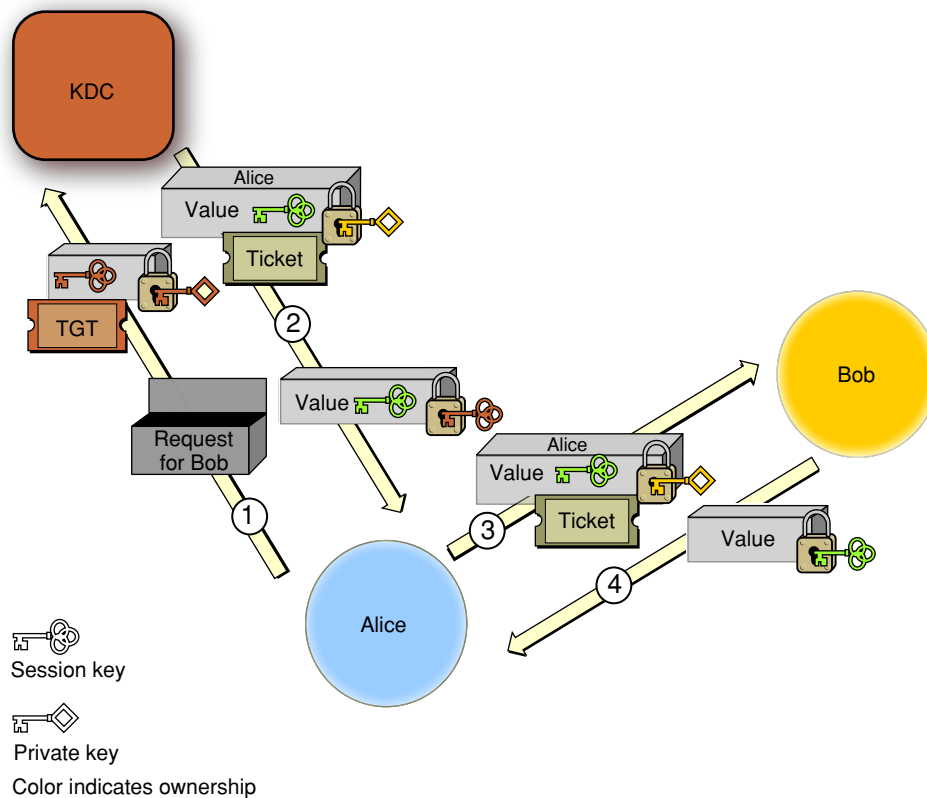 KDC
Alice
Value
Ticket
TGT
2
Value
Request
for Bob
1
Bob
Alice
Value
3
Ticket
Value
4
Alice
Session key
Private key
Color indicates ownership